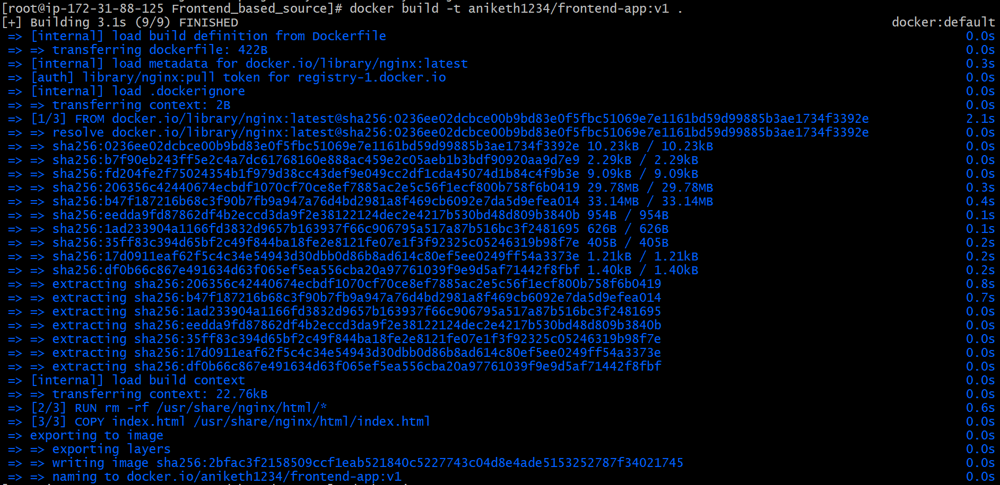 [root@ip-172-31-88-125 Frontend_based_source]# docker build -t aniketh1234/frontend-app:v1 .
[+] Building 3.1s (9/9) FINISHED docker:default
=> [internal] load build definition from Dockerfile 0.0s
=> => transferring dockerfile: 422B 0.0s
=> [internal] load metadata for docker.io/library/nginx:latest 0.3s
=> [auth] library/nginx:pull token for registry-1.docker.io 0.0s
=> [internal] load .dockerignore 0.0s
=> => transferring context: 2B 0.0s
=> [1/3] FROM docker.io/library/nginx:latest@sha256:0236ee02dcbce00b9bd83e0f5fbc51069e7e1161bd59d99885b3ae1734f3392e 2.1s
=> => resolve docker.io/library/nginx:latest@sha256:0236ee02dcbce00b9bd83e0f5fbc51069e7e1161bd59d99885b3ae1734f3392e 0.0s
=> => sha256:0236ee02dcbce00b9bd83e0f5fbc51069e7e1161bd59d99885b3ae1734f3392e 10.23kB / 10.23kB 0.0s
=> => sha256:b7f90eb243ff5e2c4a7dc61768160e888ac459e2c05aeb1b3bdf90920aa9d7e9 2.29kB / 2.29kB 0.0s
=> => sha256:fd204fe2f75024354b1f979d38cc43def9e049cc2df1cda45074d1b84c4f9b3e 9.09kB / 9.09kB 0.0s
=> => sha256:206356c42440674ecbdf1070cf70ce8ef7885ac2e5c56f1ecf800b758f6b0419 29.78MB / 29.78MB 0.3s
=> => sha256:b47f187216b68c3f90b7fb9a947a76d4bd2981a8f469cb6092e7da5d9efea014 33.14MB / 33.14MB 0.4s
=> => sha256:eedda9fd87862df4b2eccd3da9f2e38122124dec2e4217b530bd48d809b3840b 954B / 954B 0.1s
=> => sha256:1ad233904a1166fd3832d9657b163937f66c906795a517a87b516bc3f2481695 626B / 626B 0.1s
=> => sha256:35ff83c394d65bf2c49f844ba18fe2e8121fe07e1f3f92325c05246319b98f7e 405B / 405B 0.2s
=> => sha256:17d0911eaf62f5c4c34e54943d30dbb0d86b8ad614c80ef5ee0249ff54a3373e 1.21kB / 1.21kB 0.2s
=> => sha256:df0b66c867e491634d63f065ef5ea556cba20a97761039f9e9d5af71442f8fbf 1.40kB / 1.40kB 0.2s
=> => extracting sha256:206356c42440674ecbdf1070cf70ce8ef7885ac2e5c56f1ecf800b758f6b0419 0.8s
=> => extracting sha256:b47f187216b68c3f90b7fb9a947a76d4bd2981a8f469cb6092e7da5d9efea014 0.7s
=> => extracting sha256:1ad233904a1166fd3832d9657b163937f66c906795a517a87b516bc3f2481695 0.0s
=> => extracting sha256:eedda9fd87862df4b2eccd3da9f2e38122124dec2e4217b530bd48d809b3840b 0.0s
=> => extracting sha256:35ff83c394d65bf2c49f844ba18fe2e8121fe07e1f3f92325c05246319b98f7e 0.0s
=> => extracting sha256:17d0911eaf62f5c4c34e54943d30dbb0d86b8ad614c80ef5ee0249ff54a3373e 0.0s
=> => extracting sha256:df0b66c867e491634d63f065ef5ea556cba20a97761039f9e9d5af71442f8fbf 0.0s
=> [internal] load build context 0.0s
=> => transferring context: 22.76kB 0.0s
=> [2/3] RUN rm -rf /usr/share/nginx/html/* 0.6s
=> [3/3] COPY index.html /usr/share/nginx/html/index.html 0.0s
=> exporting to image 0.0s
=> => exporting layers 0.0s
=> => writing image sha256:2bfac3f2158509ccf1eab521840c5227743c04d8e4ade5153252787f34021745 0.0s
=> => naming to docker.io/aniketh1234/frontend-app:v1 0.0s